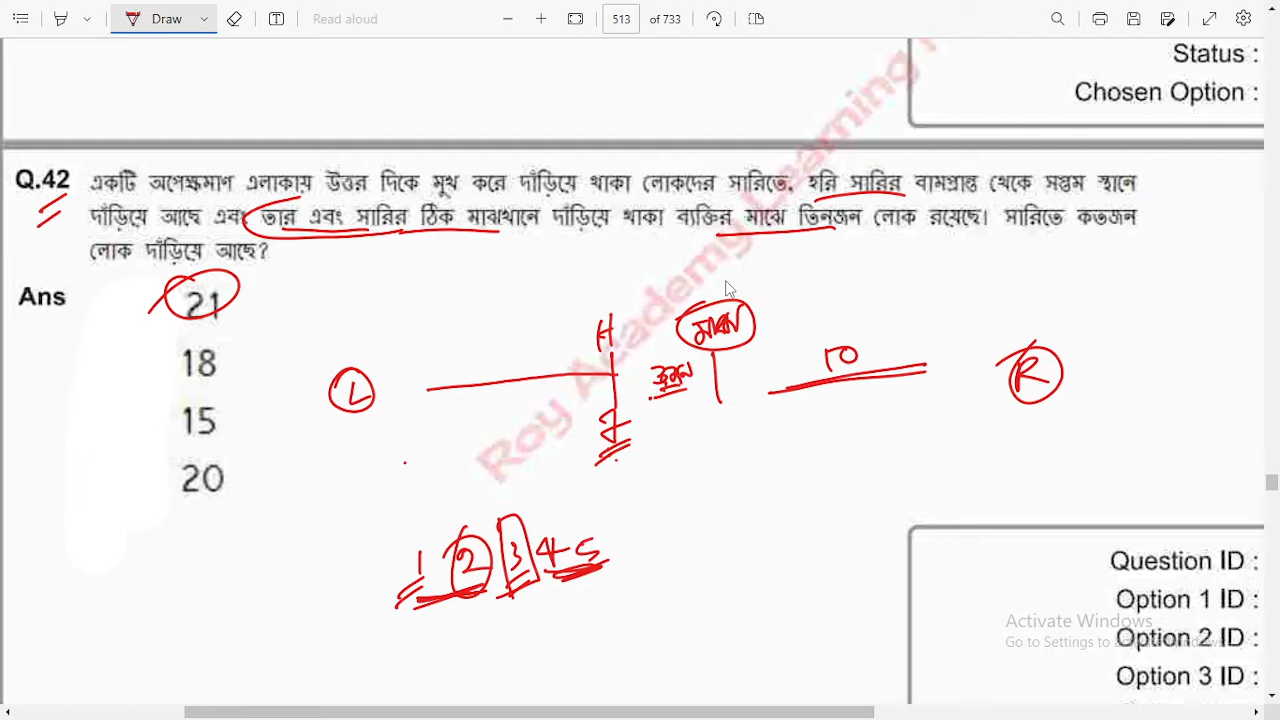 Draw
Read aloud
513 of 733
Status :
Chosen Option :
Q.42 একটি অপেক্ষমাণ এলাকায় উত্তর দিকে মুখ করে দাঁড়িয়ে থাকা লোকদের সারিতে, হরি সারির বামপ্রান্ত থেকে সপ্তম স্থানে
দাঁড়িয়ে আছে এবং তার এবং সারির ঠিক মাঝখানে দাঁড়িয়ে থাকা ব্যক্তির মাঝে তিনজন লোক রয়েছে। সারিতে কতজন
লোক দাঁড়িয়ে আছে?
Ans 21
18
15
20
H
10
L
R
7
1 2 3 4 5
Roy Academy Learning
Question ID :
Option 1 ID :
Activate Windows
Option 2 ID :
Go to Settings to activate Windows.
Option 3 ID :